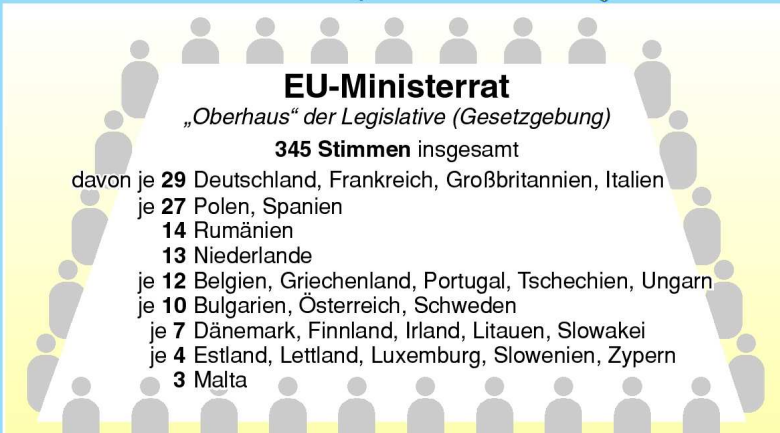 EU-Ministerrat
„Oberhaus“ der Legislative (Gesetzgebung)
345 Stimmen insgesamt
davon je 29 Deutschland, Frankreich, Großbritannien, Italien
je 27 Polen, Spanien
14 Rumänien
13 Niederlande
je 12 Belgien, Griechenland, Portugal, Tschechien, Ungarn
je 10 Bulgarien, Österreich, Schweden
je 7 Dänemark, Finnland, Irland, Litauen, Slowakei
je 4 Estland, Lettland, Luxemburg, Slowenien, Zypern
3 Malta